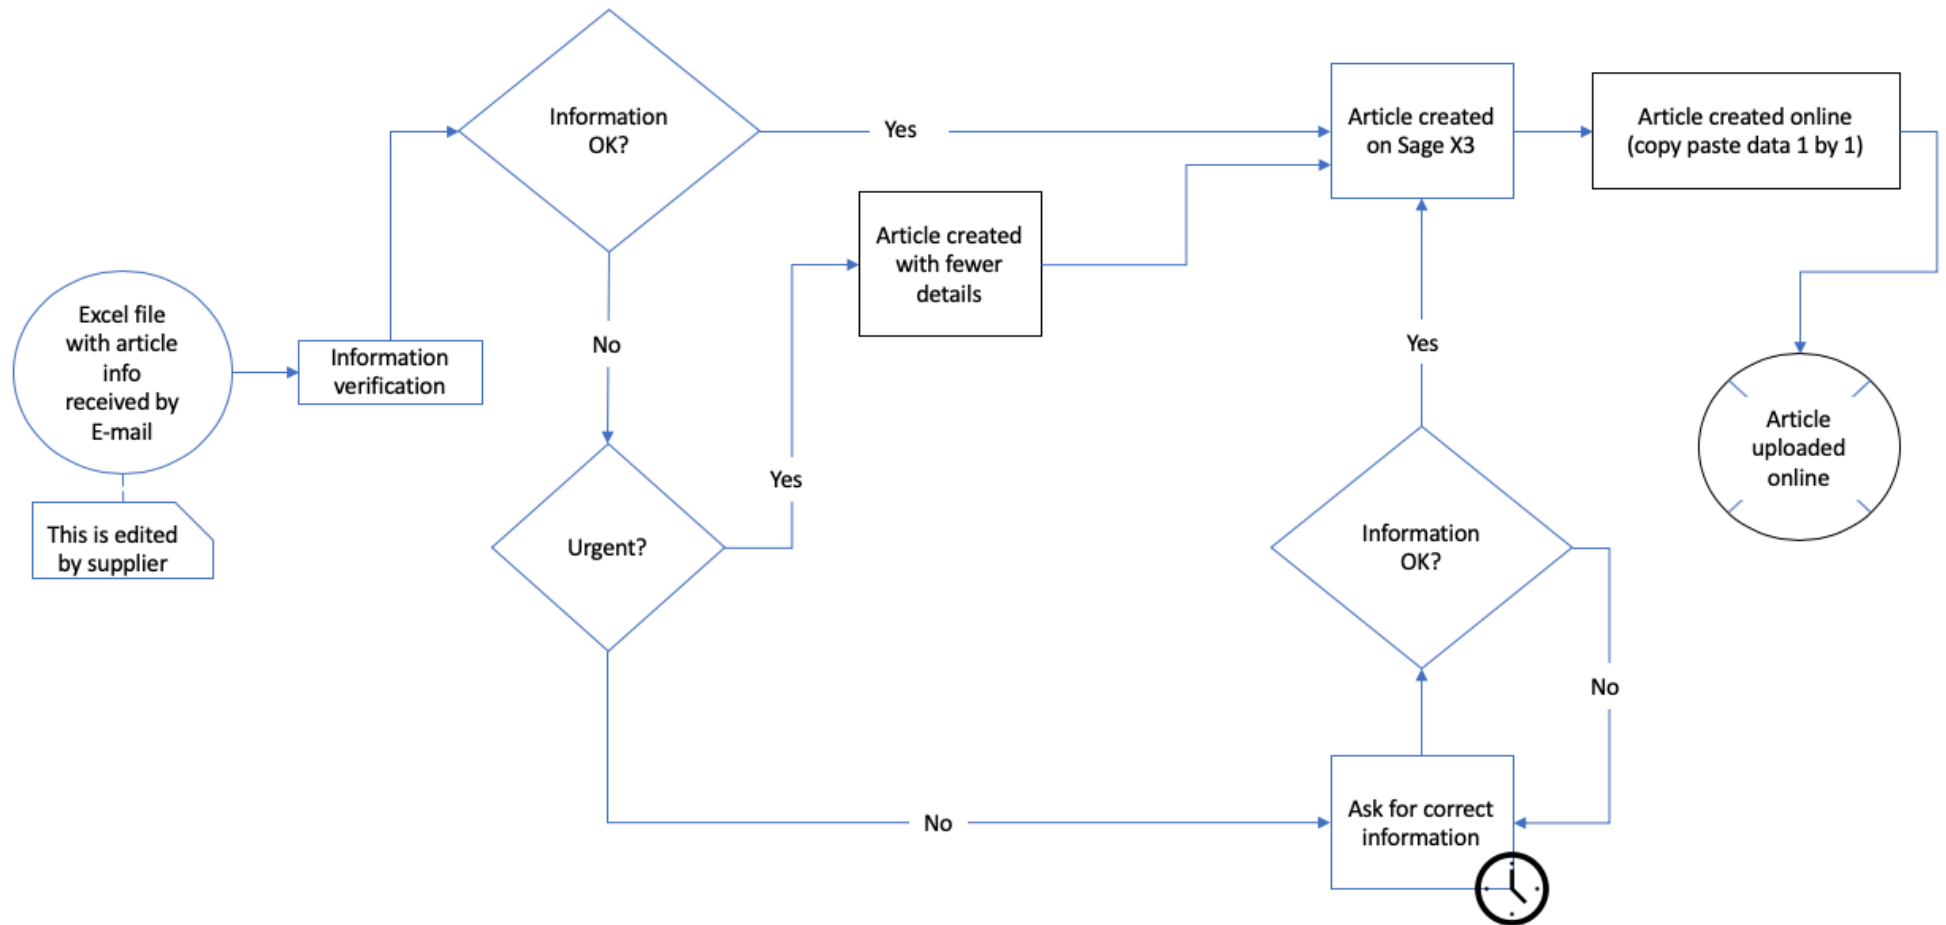 Excel file
with article
info
received by
E-mail
This is edited
by supplier
Information
verification
Information
OK?
Yes
No
Urgent?
Yes
No
Article created
with fewer
details
Article created
on Sage X3
Article created online
(copy paste data 1 by 1)
Yes
Information
OK?
No
Ask for correct
information
Article
uploaded
online